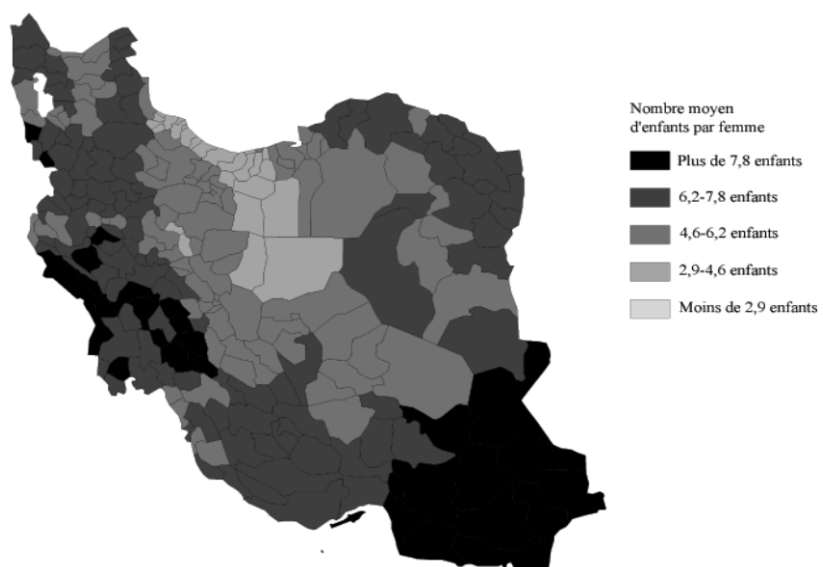 Nombre moyen
d'enfants par femme
Plus de 7,8 enfants
6,2-7,8 enfants
4,6-6,2 enfants
2,9-4,6 enfants
Moins de 2,9 enfants